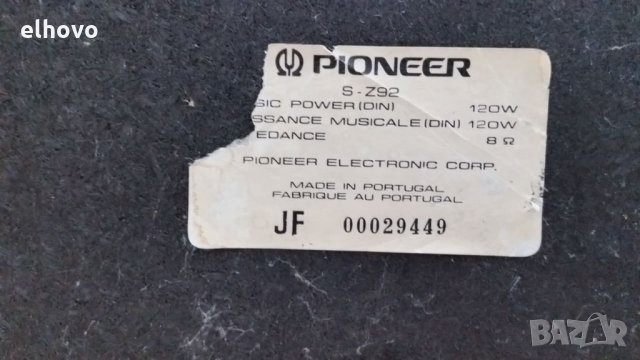 elhovo
PIONEER
S-Z92
SIC POWER (DIN) 120W
SSANCE MUSICALE (DIN) 120W
EDANCE 8 Ω
PIONEER ELECTRONIC CORP.
MADE IN PORTUGAL
FABRIQUE AU PORTUGAL
JF 00029449
BAZAR